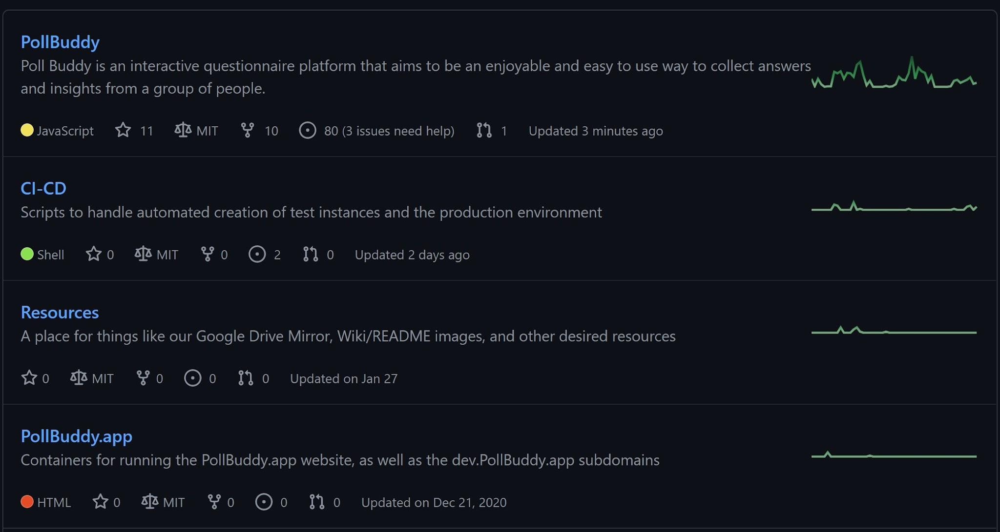 PollBuddy
Poll Buddy is an interactive questionnaire platform that aims to be an enjoyable and easy to use way to collect answers
and insights from a group of people.
JavaScript 11 MIT 10 80 (3 issues need help) 1 Updated 3 minutes ago
CI-CD
Scripts to handle automated creation of test instances and the production environment
Shell 0 MIT 0 2 0 Updated 2 days ago
Resources
A place for things like our Google Drive Mirror, Wiki/README images, and other desired resources
0 MIT 0 0 0 Updated on Jan 27
PollBuddy.app
Containers for running the PollBuddy.app website, as well as the dev.PollBuddy.app subdomains
HTML 0 MIT 0 0 0 Updated on Dec 21, 2020